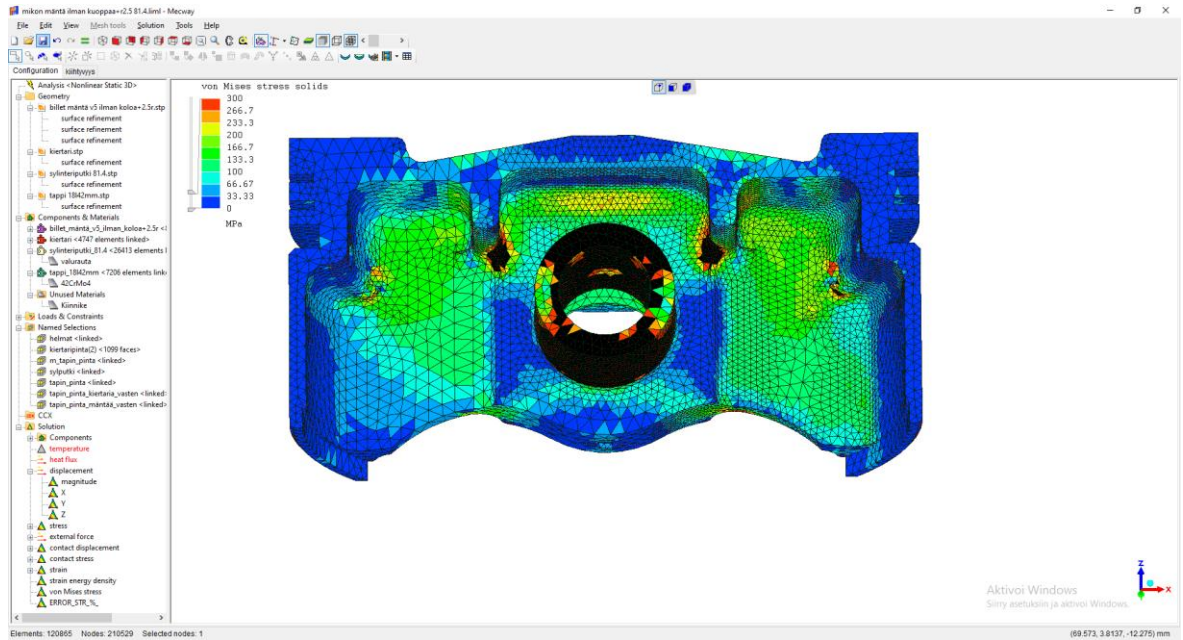 mikon mäntä ilman kuoppaa+r2.5 81.4.liml - Mecway
File Edit View Mesh tools Solution Tools Help
Configuration kiihtyvyys
Analysis <Nonlinear Static 3D>
Geometry
billet mäntä v5 ilman koloa+2.5r.stp
surface refinement
surface refinement
surface refinement
kiertari.stp
surface refinement
sylinteriputki 81.4.stp
surface refinement
tappi 18l42mm.stp
surface refinement
Components & Materials
billet_mäntä_v5_ilman_koloa+2.5r <
kiertari <4747 elements linked>
sylinteriputki_81.4 <26413 elements l
valurauta
tappi_18l42mm <7206 elements link
42CrMo4
Unused Materials
Kiinnike
Loads & Constraints
Named Selections
helmat <linked>
kiertaripinta(2) <1099 faces>
m_tapin_pinta <linked>
sylputki <linked>
tapin_pinta <linked>
tapin_pinta_kiertaria_vasten <linked>
tapin_pinta_mäntää_vasten <linked>
CCX
Solution
Components
temperature
heat flux
displacement
magnitude
X
Y
Z
stress
external force
contact displacement
contact stress
strain
strain energy density
von Mises stress
ERROR_STR_%_
von Mises stress solids
300
266.7
233.3
200
166.7
133.3
100
66.67
33.33
0
MPa
Z
X
Aktivoi Windows
Siirry asetuksiin ja aktivoi Windows.
Elements: 120865 Nodes: 210529 Selected nodes: 1
(69.573, 3.8137, -12.275) mm